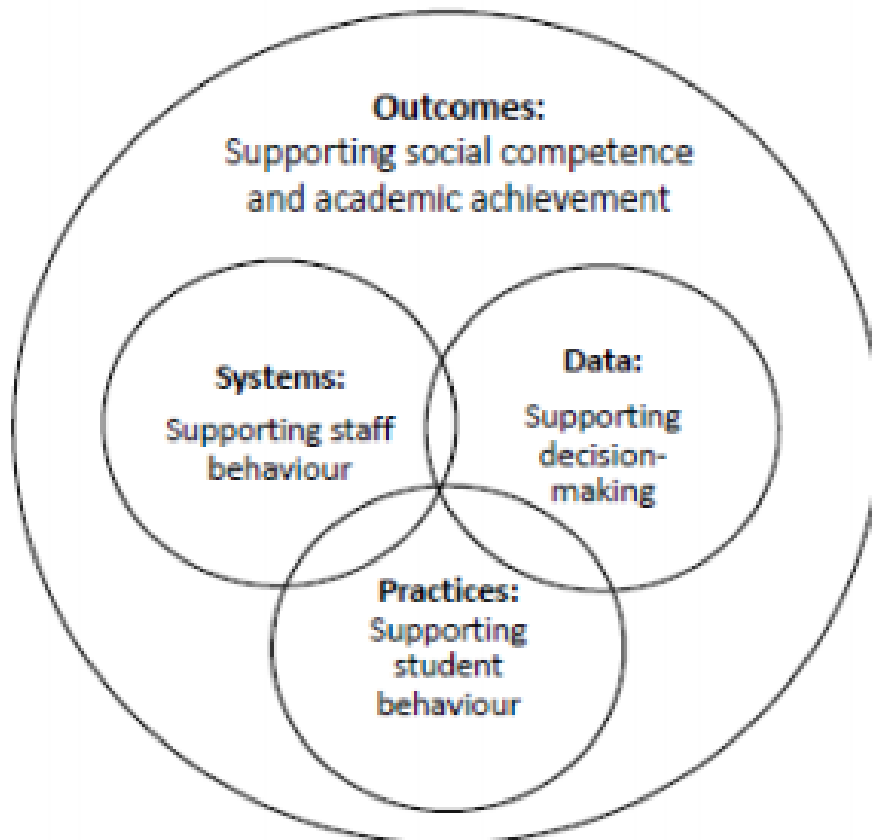 Outcomes:
Supporting social competence
and academic achievement
Systems:
Supporting staff
behaviour
Data:
Supporting
decision-
making
Practices:
Supporting
student
behaviour